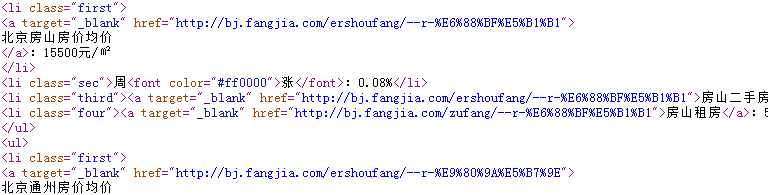 <li class="first">
<a target="_blank" href="http://bj.fangjia.com/ershoufang/--r-%E6%88%BF%E5%B1%B1">
北京房山房价均价
</a>: 15500元/㎡
</li>
<li class="sec">周<font color="#ff0000">涨</font>: 0.08%</li>
<li class="third"><a target="_blank" href="http://bj.fangjia.com/ershoufang/--r-%E6%88%BF%E5%B1%B1">房山二手房
<li class="four"><a target="_blank" href="http://bj.fangjia.com/zufang/--r-%E6%88%BF%E5%B1%B1">房山租房</a>: 5
</ul>
<ul>
<li class="first">
<a target="_blank" href="http://bj.fangjia.com/ershoufang/--r-%E9%80%9A%E5%B7%9E">
北京通州房价均价